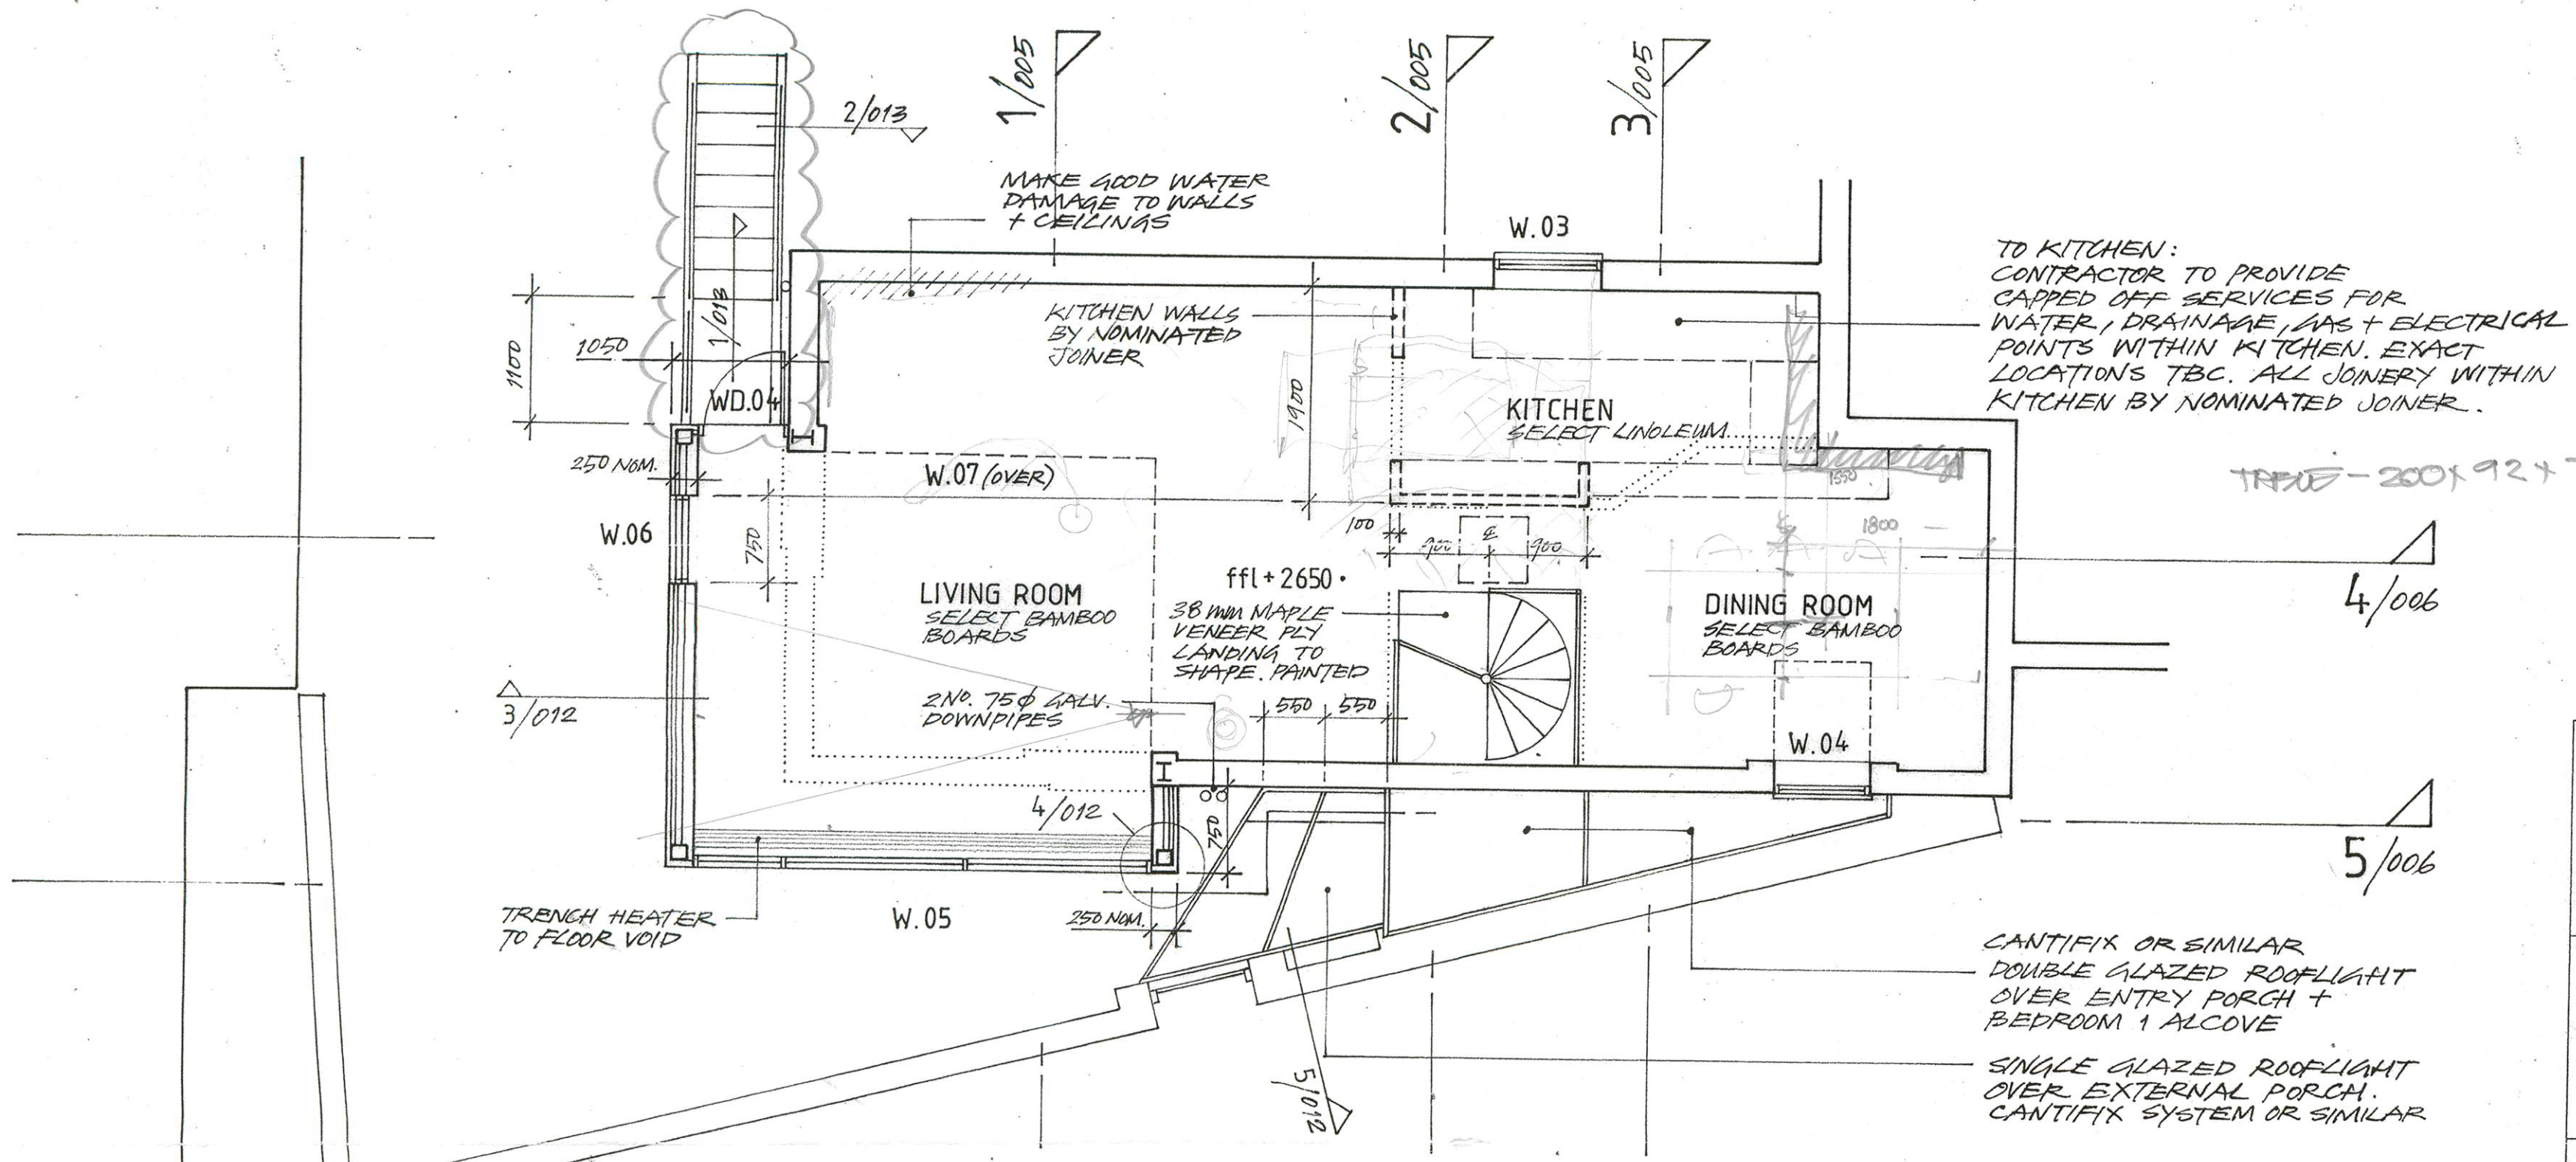 1/005
2/005
3/005
2/013
MAKE GOOD WATER
DAMAGE TO WALLS
+ CEILINGS
W.03
TO KITCHEN:
CONTRACTOR TO PROVIDE
CAPPED OFF SERVICES FOR
WATER, DRAINAGE, GAS + ELECTRICAL
POINTS WITHIN KITCHEN. EXACT
LOCATIONS TBC. ALL JOINERY WITHIN
KITCHEN BY NOMINATED JOINER.
1/013
KITCHEN WALLS
BY NOMINATED
JOINER
1100
1050
WD.04
1900
KITCHEN
SELECT LINOLEUM
250 NOM.
W.07 (OVER)
1550
200 x 92 x
W.06
750
100
900
900
1800
ffl + 2650
LIVING ROOM
SELECT BAMBOO
BOARDS
38 mm MAPLE
VENEER PLY
LANDING TO
SHAPE. PAINTED
DINING ROOM
SELECT BAMBOO
BOARDS
4/006
3/012
2 NO. 75Ø GALV.
DOWNPIPES
550
550
W.04
4/012
750
5/006
TRENCH HEATER
TO FLOOR VOID
W.05
250 NOM.
CANTIFIX OR SIMILAR
DOUBLE GLAZED ROOFLIGHT
OVER ENTRY PORCH +
BEDROOM 1 ALCOVE
5/012
SINGLE GLAZED ROOFLIGHT
OVER EXTERNAL PORCH.
CANTIFIX SYSTEM OR SIMILAR